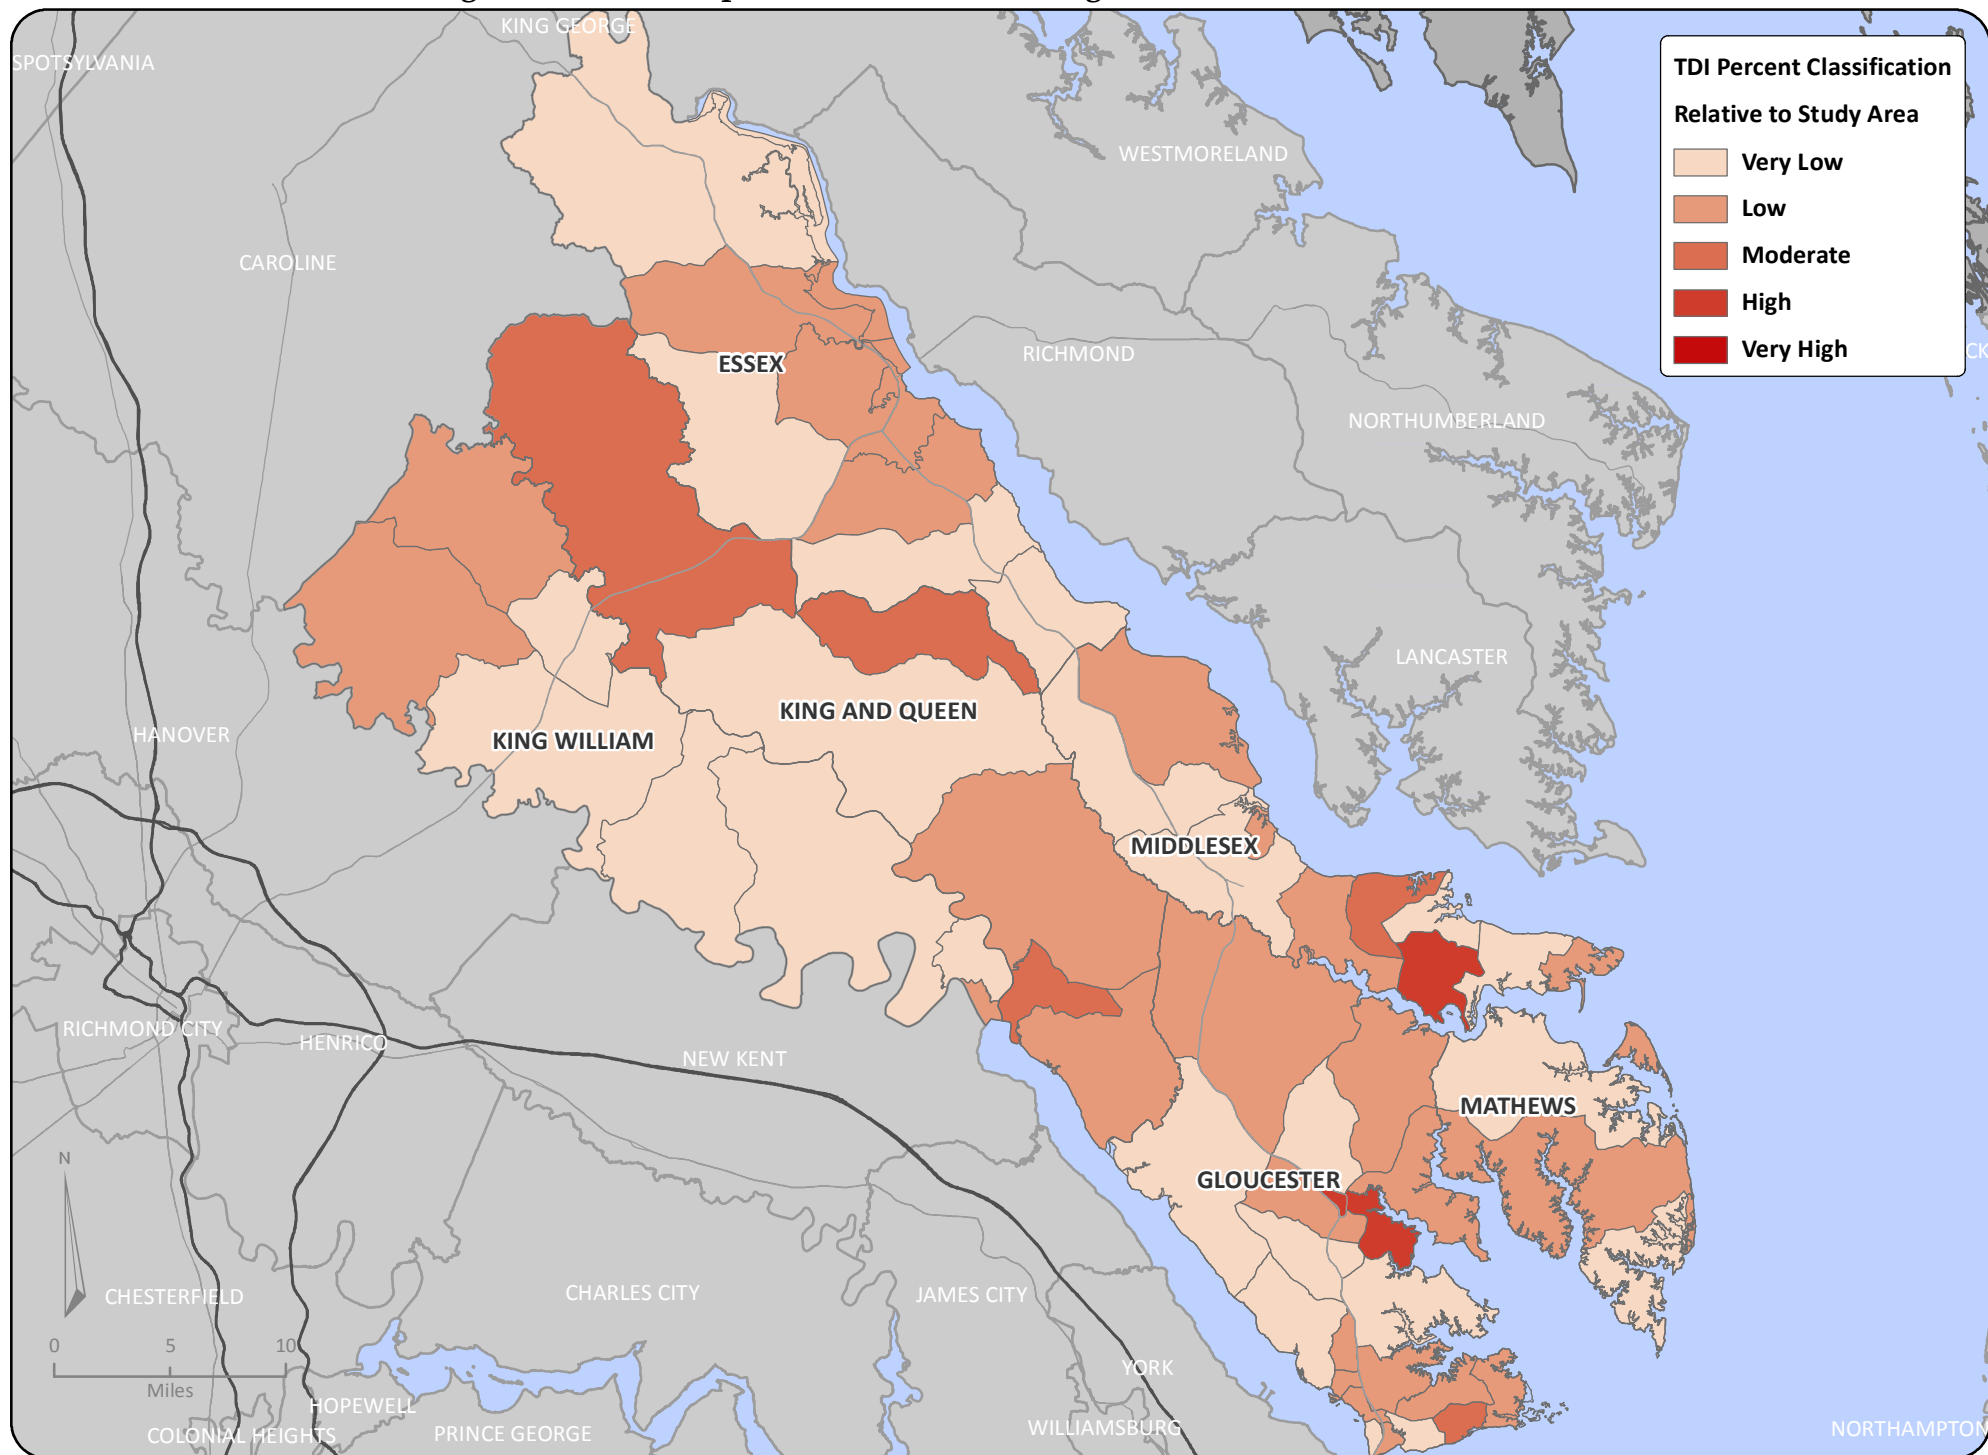 KING GEORGE
SPOTSYLVANIA
TDI Percent Classification
Relative to Study Area
Very Low
Low
Moderate
High
Very High
WESTMORELAND
CAROLINE
RICHMOND
ESSEX
NORTHUMBERLAND
LANCASTER
KING AND QUEEN
HANOVER
KING WILLIAM
MIDDLESEX
RICHMOND CITY
HENRICO
NEW KENT
MATHEWS
N
GLOUCESTER
CHESTERFIELD
CHARLES CITY
JAMES CITY
0 5 10
Miles
YORK
HOPEWELL
COLONIAL HEIGHTS
PRINCE GEORGE
WILLIAMSBURG
NORTHAMPTON